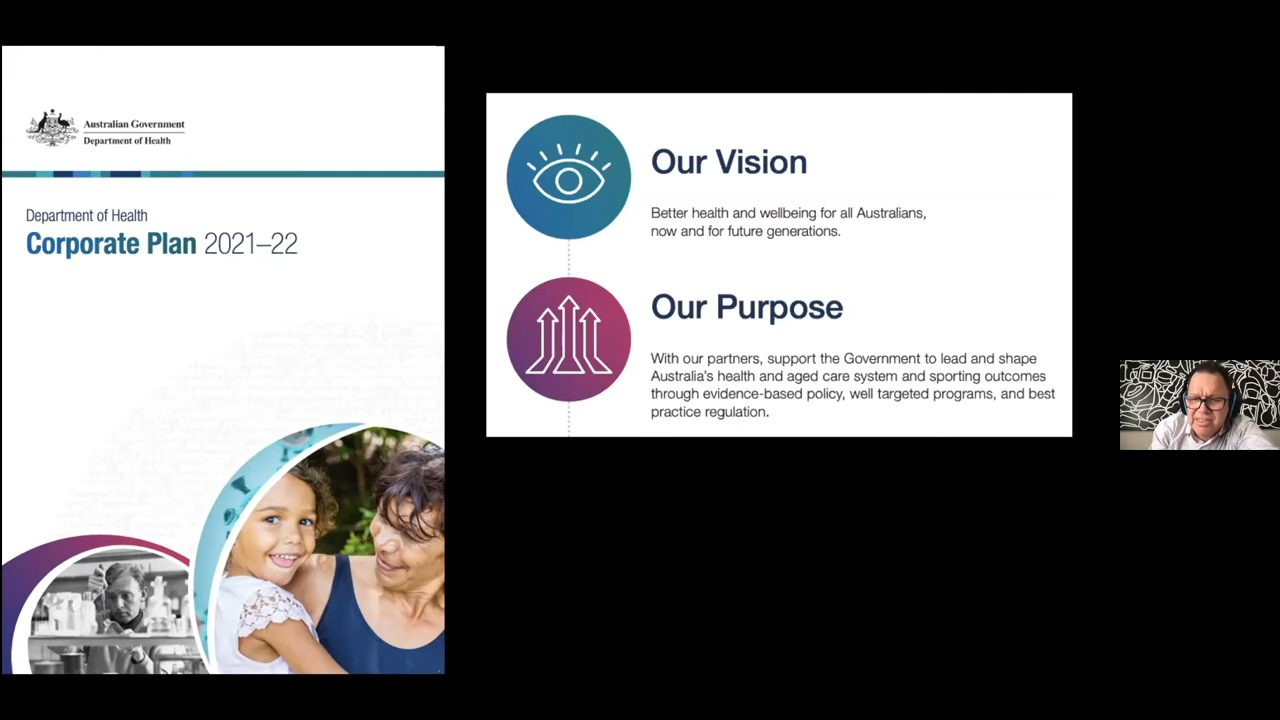 Australian Government
Department of Health
Department of Health
Corporate Plan 2021–22
Our Vision
Better health and wellbeing for all Australians,
now and for future generations.
Our Purpose
With our partners, support the Government to lead and shape
Australia's health and aged care system and sporting outcomes
through evidence-based policy, well targeted programs, and best
practice regulation.